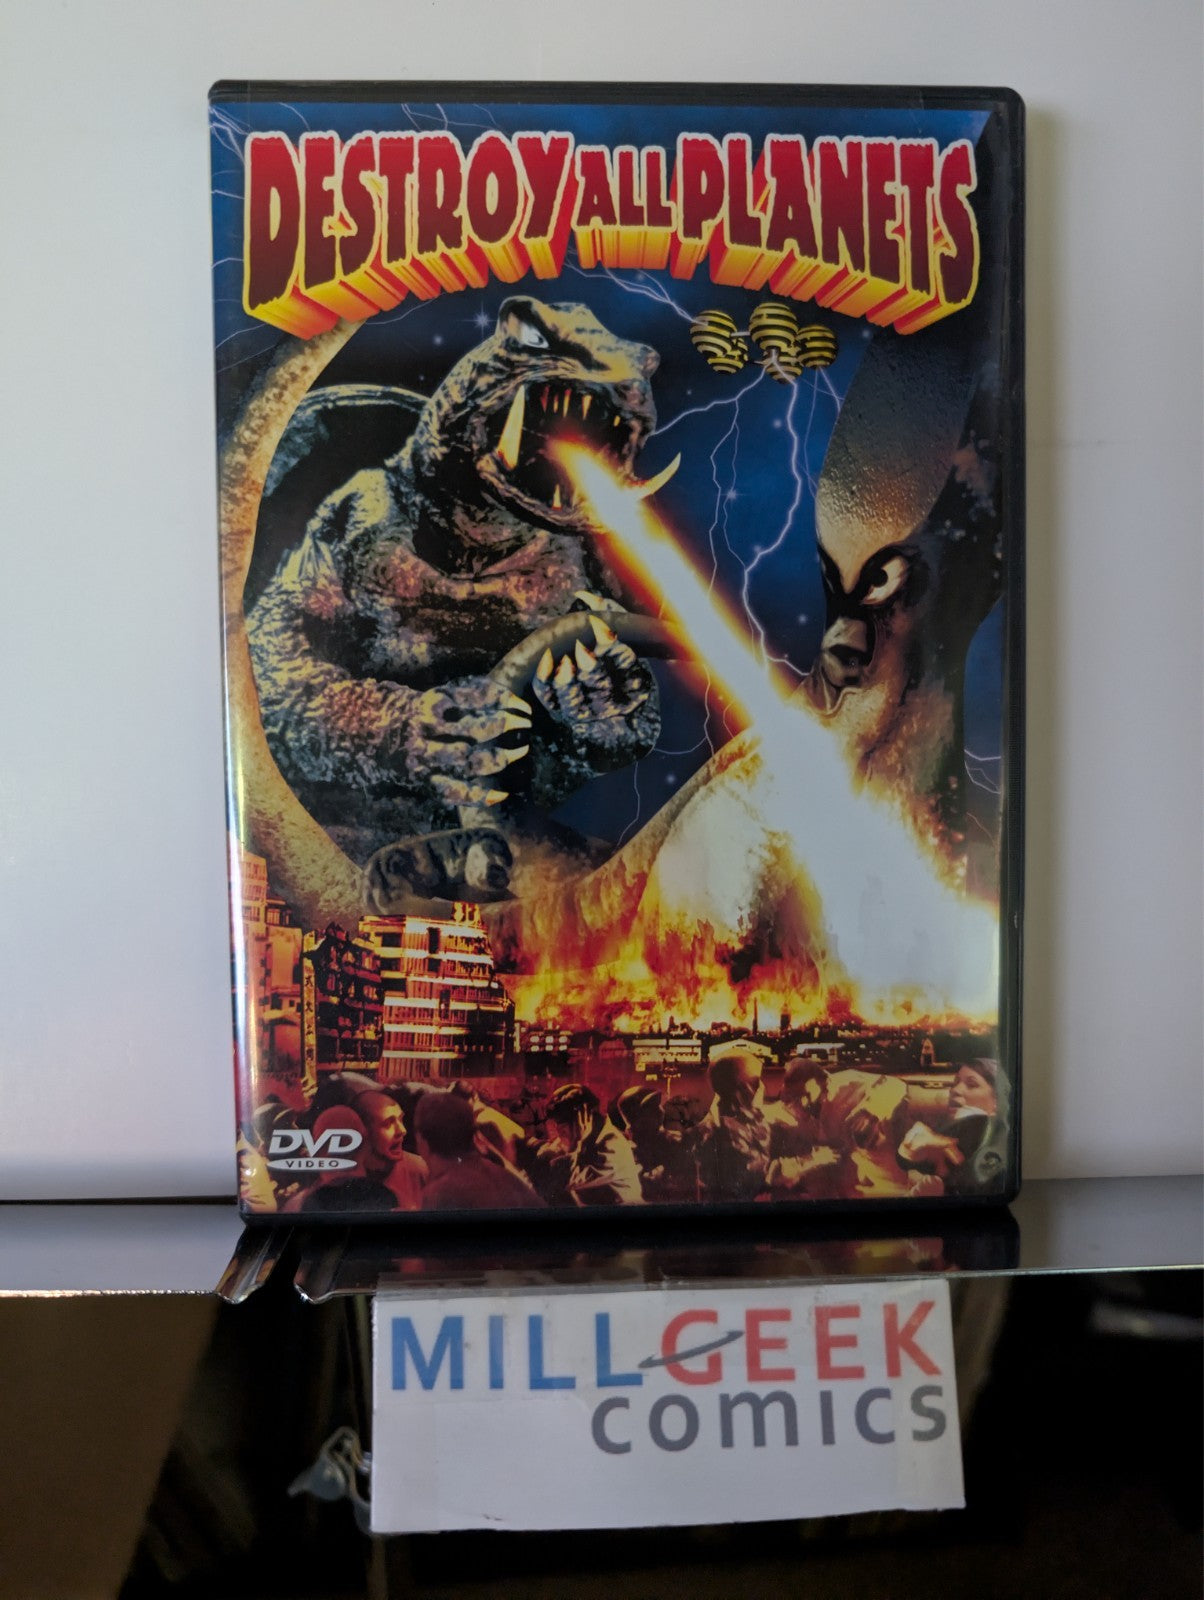 DESTROY ALL PLANETS
DVD
VIDEO
MILLGEEK
comics